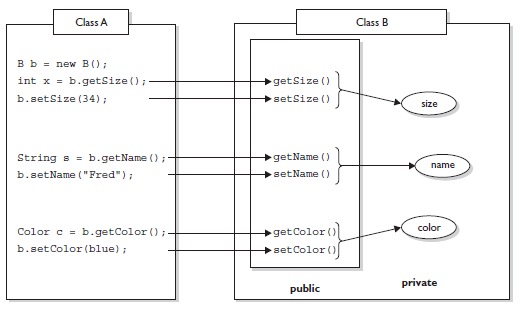 Class A
B b = new B();
int x = b.getSize();
b.setSize(34);
String s = b.getName();
b.setName("Fred");
Color c = b.getColor();
b.setColor(blue);
Class B
getSize()
setSize()
getName()
setName()
getColor()
setColor()
size
name
color
public
private